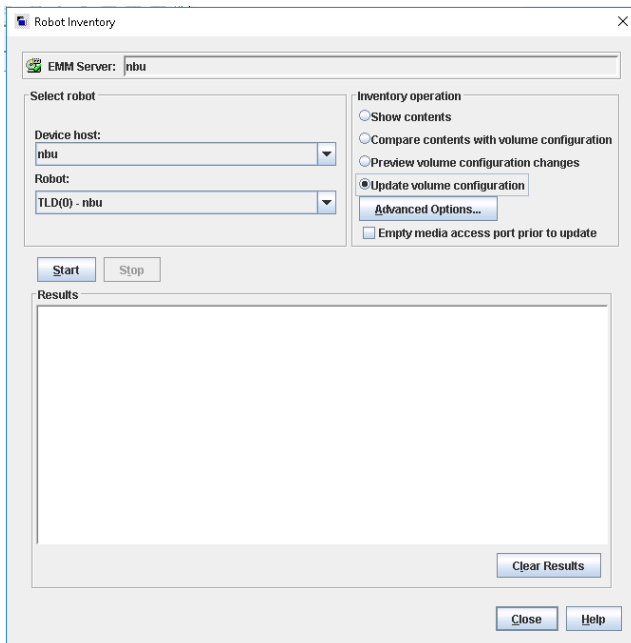 Robot Inventory
EMM Server: nbu
Select robot
Device host:
nbu
Robot:
TLD(0) - nbu
Inventory operation
Show contents
Compare contents with volume configuration
Preview volume configuration changes
Update volume configuration
Advanced Options...
Empty media access port prior to update
Start Stop
Results
Clear Results
Close Help